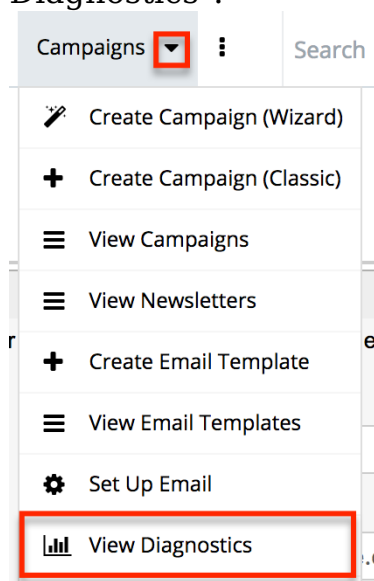 Diagnostics".
Campaigns
Search
Create Campaign (Wizard)
Create Campaign (Classic)
View Campaigns
View Newsletters
Create Email Template
View Email Templates
Set Up Email
View Diagnostics